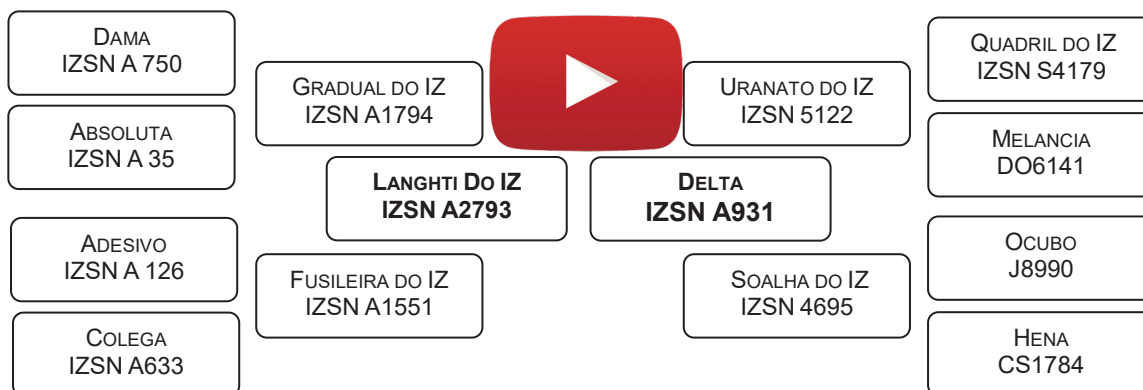 DAMA
IZSN A 750
ABSOLUTA
IZSN A 35
ADESIVO
IZSN A 126
COLEGA
IZSN A633
GRADUAL DO IZ
IZSN A1794
FUSILEIRA DO IZ
IZSN A1551
LANGHTI DO IZ
IZSN A2793
DELTA
IZSN A931
URANATO DO IZ
IZSN 5122
SOALHA DO IZ
IZSN 4695
QUADRIL DO IZ
IZSN S4179
MELANCIA
DO6141
OCUBO
J8990
HENA
CS1784